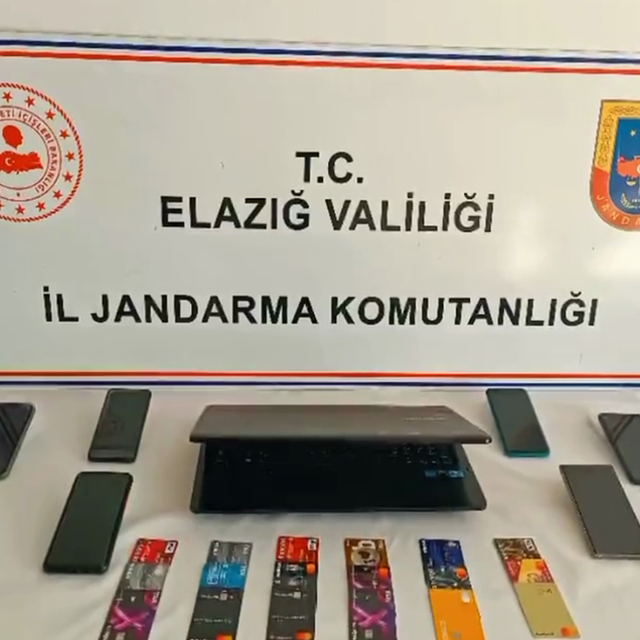 T.C.
ELAZIĞ VALİLİĞİ
İL JANDARMA KOMUTANLIĞI